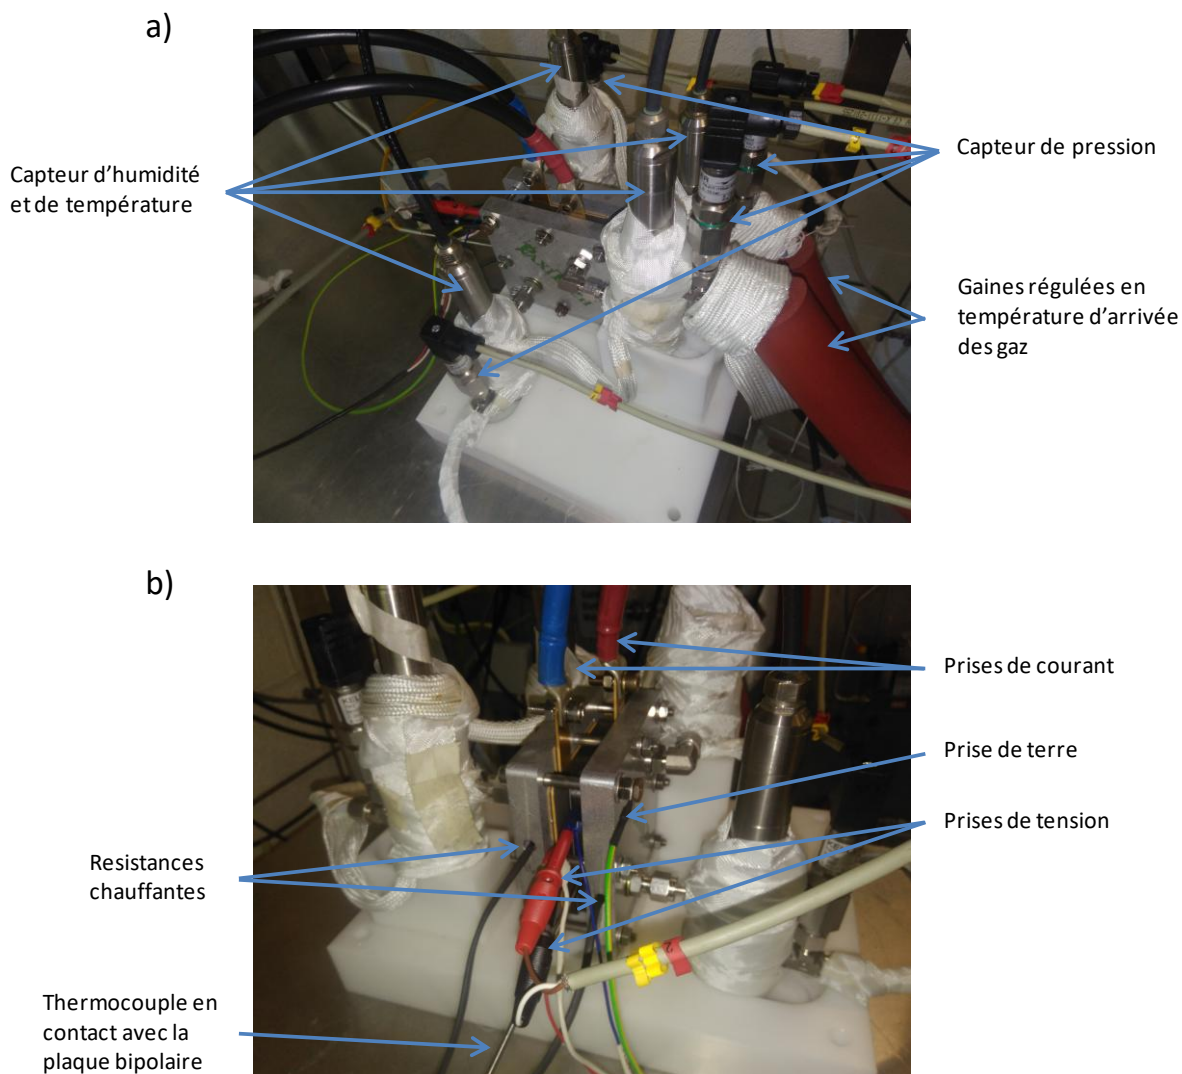 a)
Capteur d'humidité
et de température
Capteur de pression
Gaines régulées en
température d'arrivée
des gaz
b)
Prises de courant
Prise de terre
Prises de tension
Resistances
chauffantes
Thermocouple en
contact avec la
plaque bipolaire